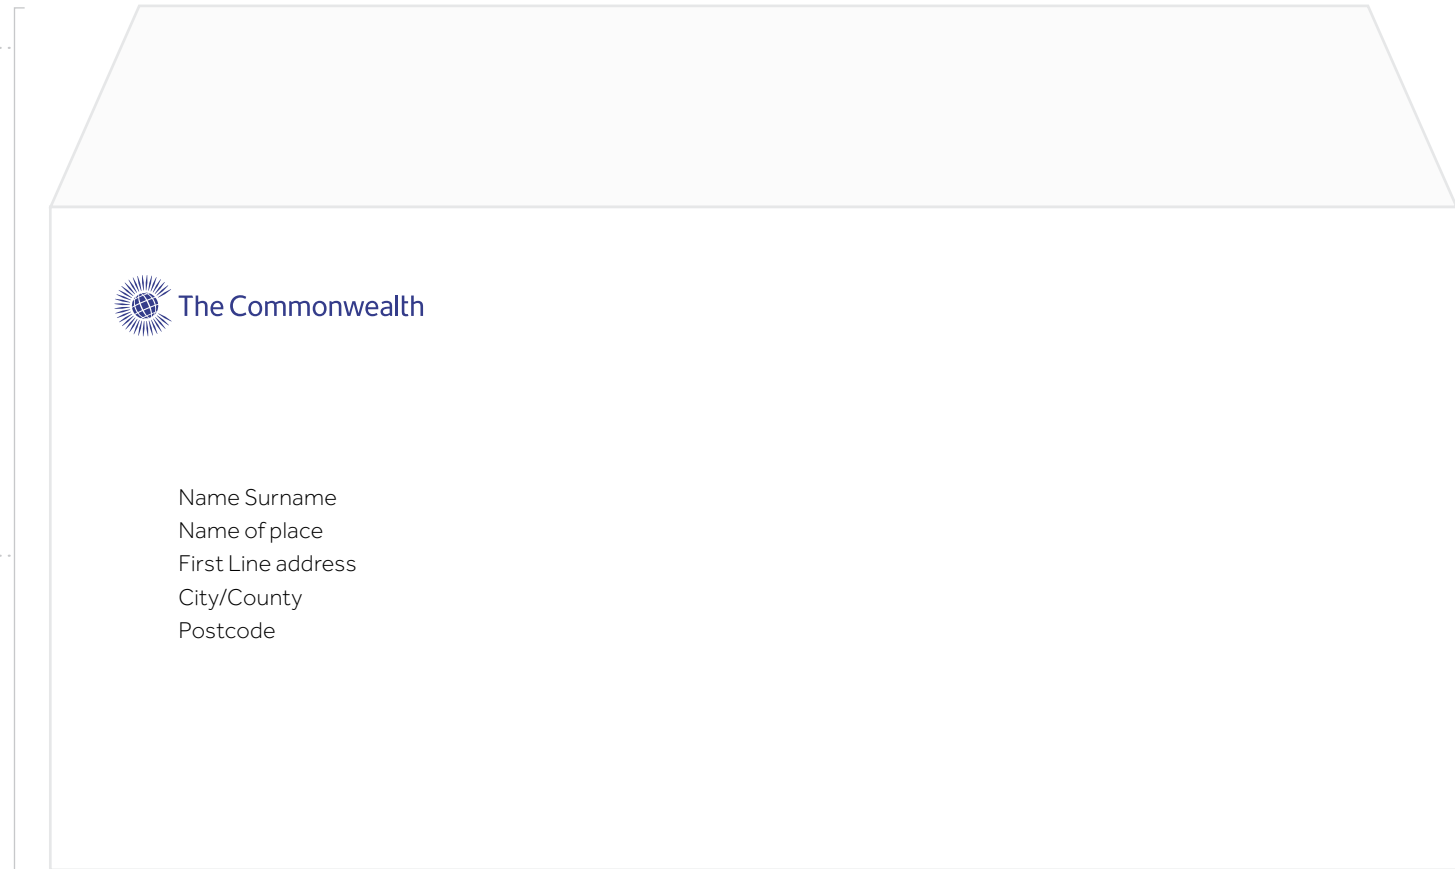 The Commonwealth
Name Surname
Name of place
First Line address
City/County
Postcode